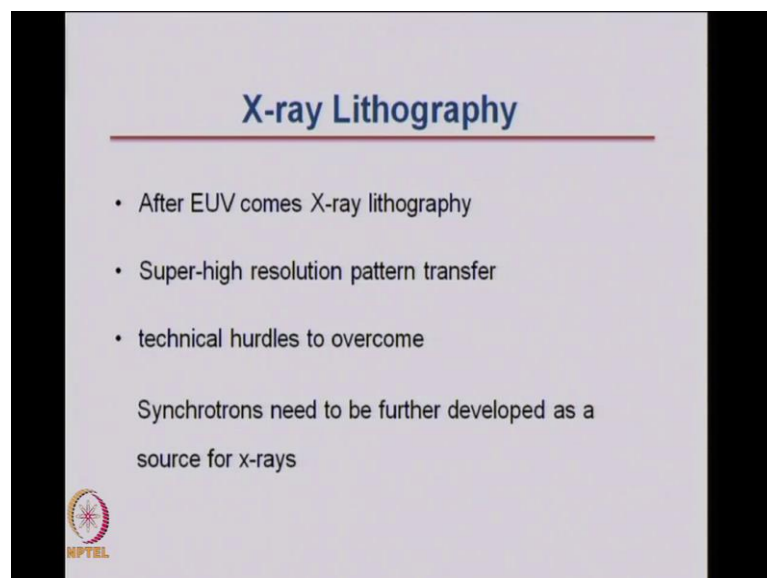 X-ray Lithography
• After EUV comes X-ray lithography
• Super-high resolution pattern transfer
• technical hurdles to overcome
Synchrotrons need to be further developed as a
source for x-rays
NPTEL